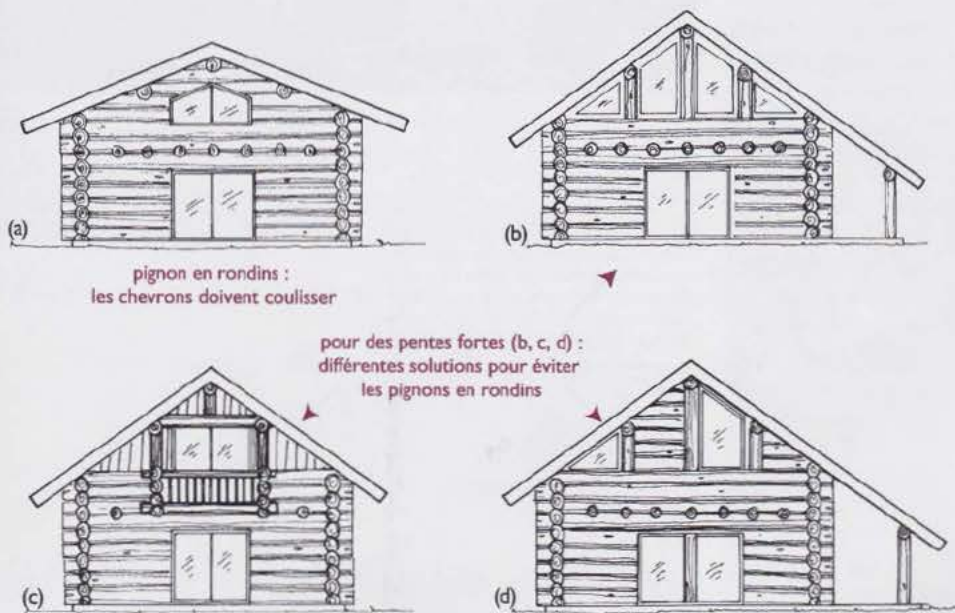 (a)
(b)
pignon en rondins :
les chevrons doivent coulisser
pour des pentes fortes (b, c, d) :
différentes solutions pour éviter
les pignons en rondins
(c)
(d)